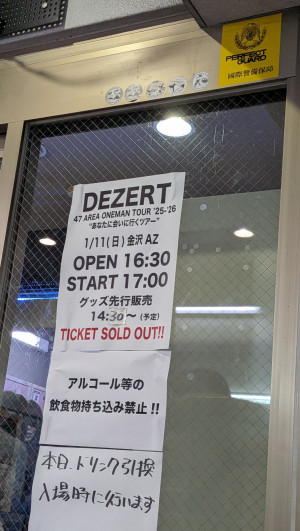 PERFECT
GUARD
國際警備保障
DEZERT
47 AREA ONEMAN TOUR '25-'26
"あなたに会いに行くツアー"
1/11(日) 金沢 AZ
OPEN 16:30
START 17:00
グッズ先行販売
14:30～(予定)
TICKET SOLD OUT!!
アルコール等の
飲食物持ち込み禁止!!
本日、ドリンク引換
入場時に行います